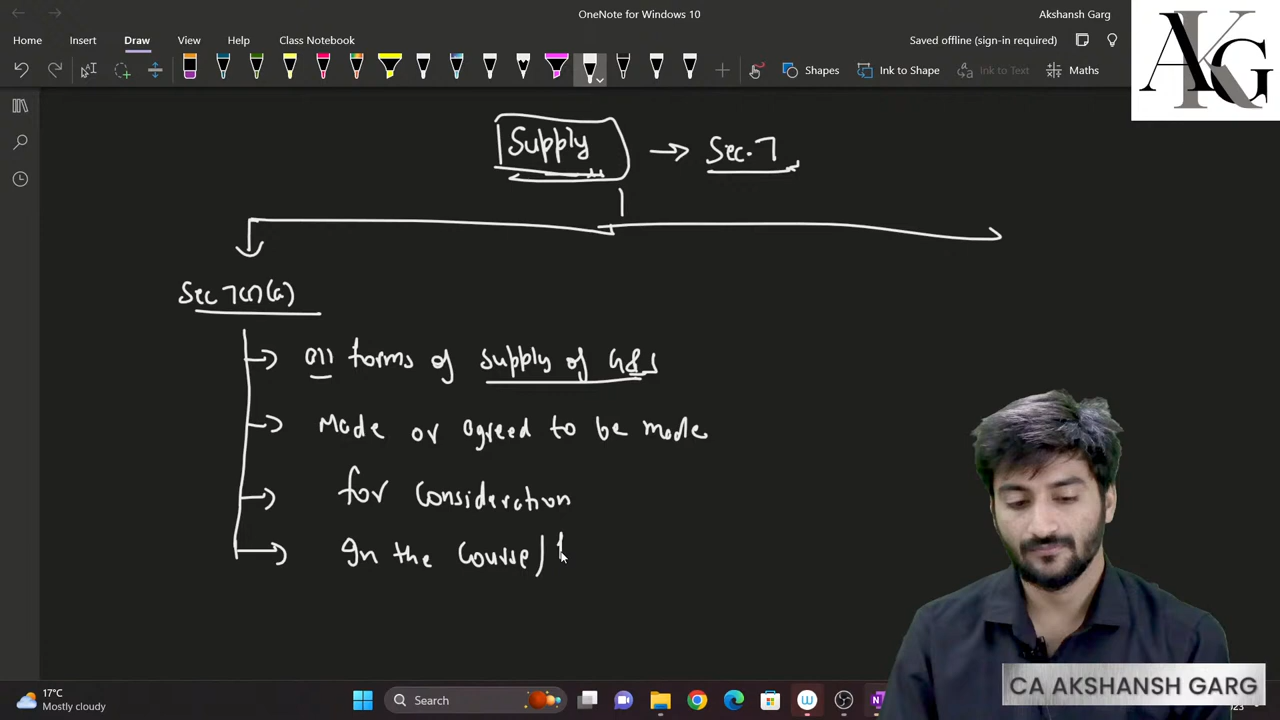 OneNote for Windows 10
Akshansh Garg
Home Insert Draw View Help Class Notebook
Saved offline (sign-in required)
Shapes Ink to Shape Ink to Text Maths
AKG
Supply → Sec. 7
Sec 7(1)(a)
→ all forms of supply of G&S
→ Made or agreed to be made
→ for Consideration
→ In the Course/
CA AKSHANSH GARG
17°C
Mostly cloudy
Search